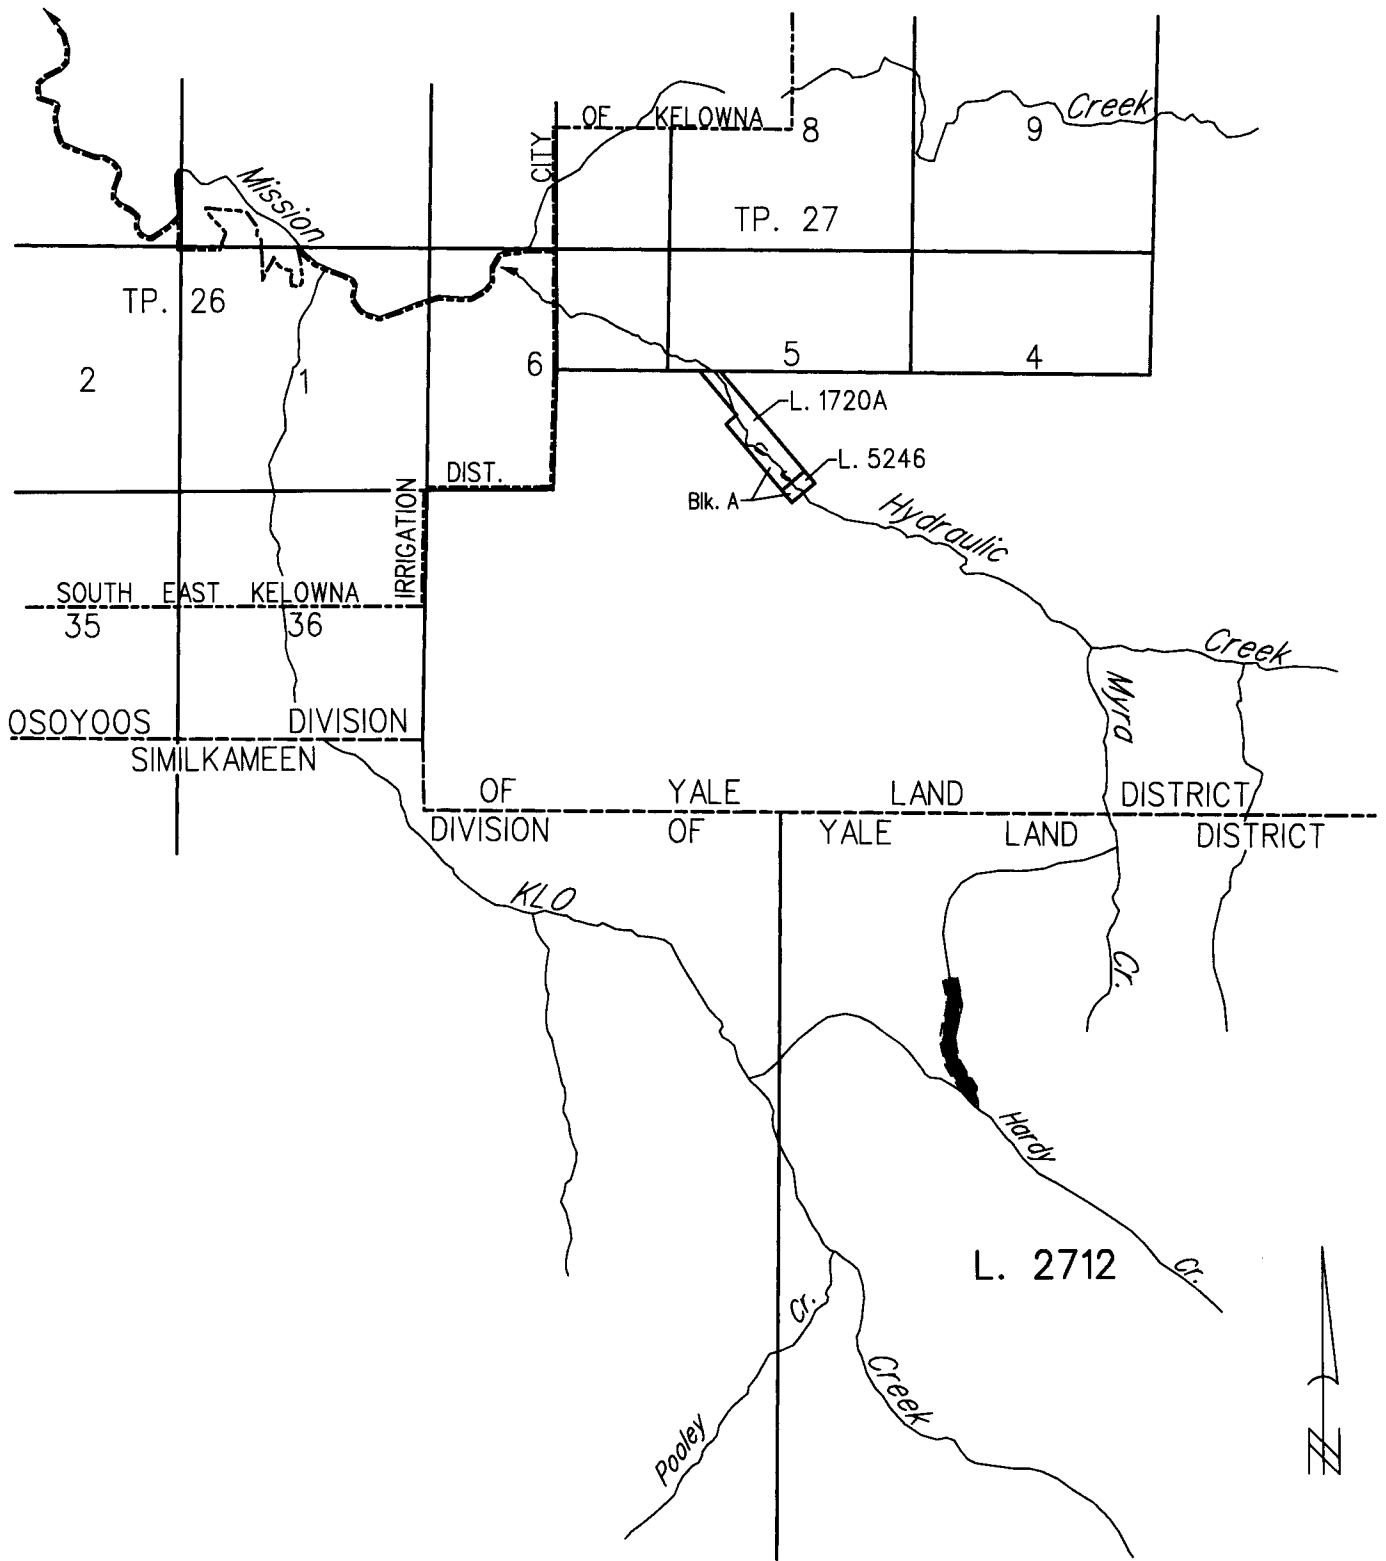 OF KELOWNA
8
9
Creek
CITY
Mission
TP. 27
TP. 26
2
1
6
5
4
L. 1720A
L. 5246
Blk. A
DIST.
IRRIGATION
Hydraulic
Creek
SOUTH EAST KELOWNA
35
36
Myra
Cr.
OSOYOOS DIVISION
SIMILKAMEEN
OF YALE LAND DISTRICT
DIVISION OF YALE LAND DISTRICT
KLO
Creek
Hardy
Cr.
L. 2712
Pooley
Cr.
N